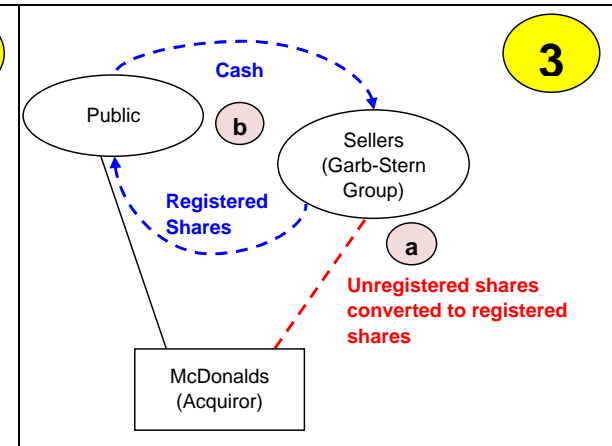 3
Cash
Public
b
Sellers
(Garb-Stern
Group)
Registered
Shares
a
Unregistered shares
converted to registered
shares
McDonalds
(Acquiror)